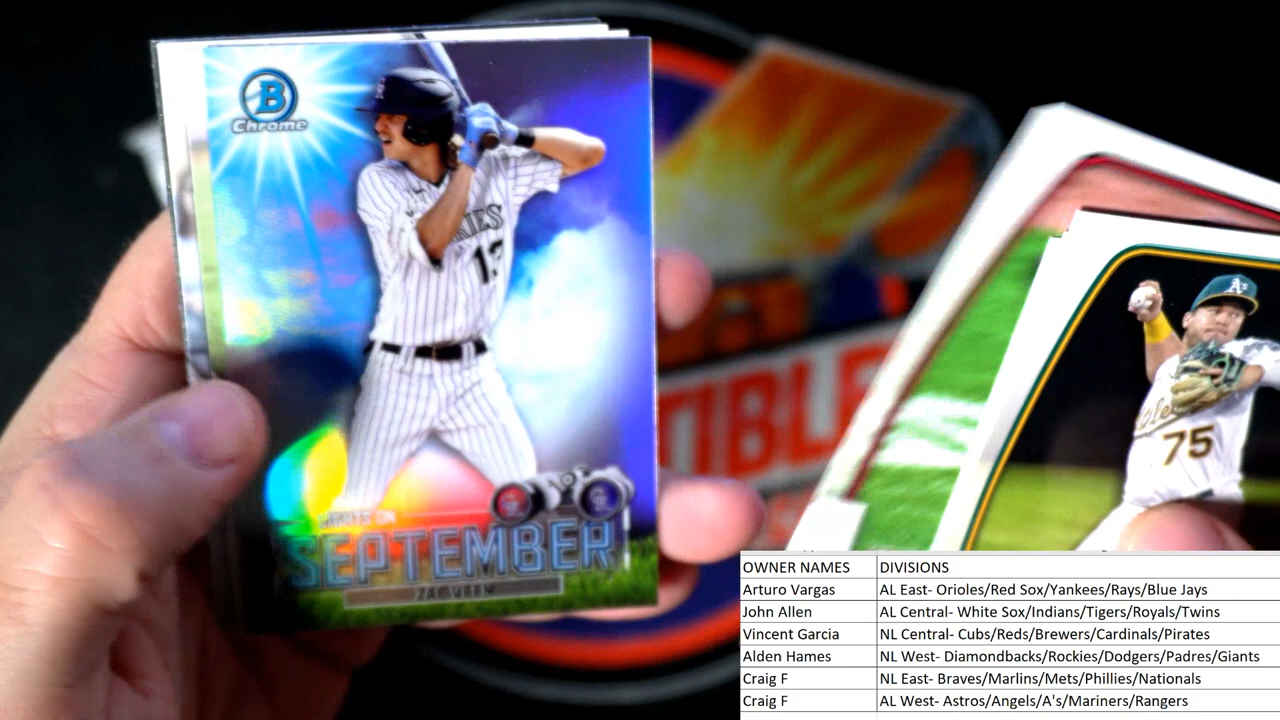 B
Chrome
KIES
13
A's
75
TIBLE
SEPTEMBER
OWNER NAMES DIVISIONS
Arturo Vargas AL East- Orioles/Red Sox/Yankees/Rays/Blue Jays
John Allen AL Central- White Sox/Indians/Tigers/Royals/Twins
Vincent Garcia NL Central- Cubs/Reds/Brewers/Cardinals/Pirates
Alden Hames NL West- Diamondbacks/Rockies/Dodgers/Padres/Giants
Craig F NL East- Braves/Marlins/Mets/Phillies/Nationals
Craig F AL West- Astros/Angels/A's/Mariners/Rangers